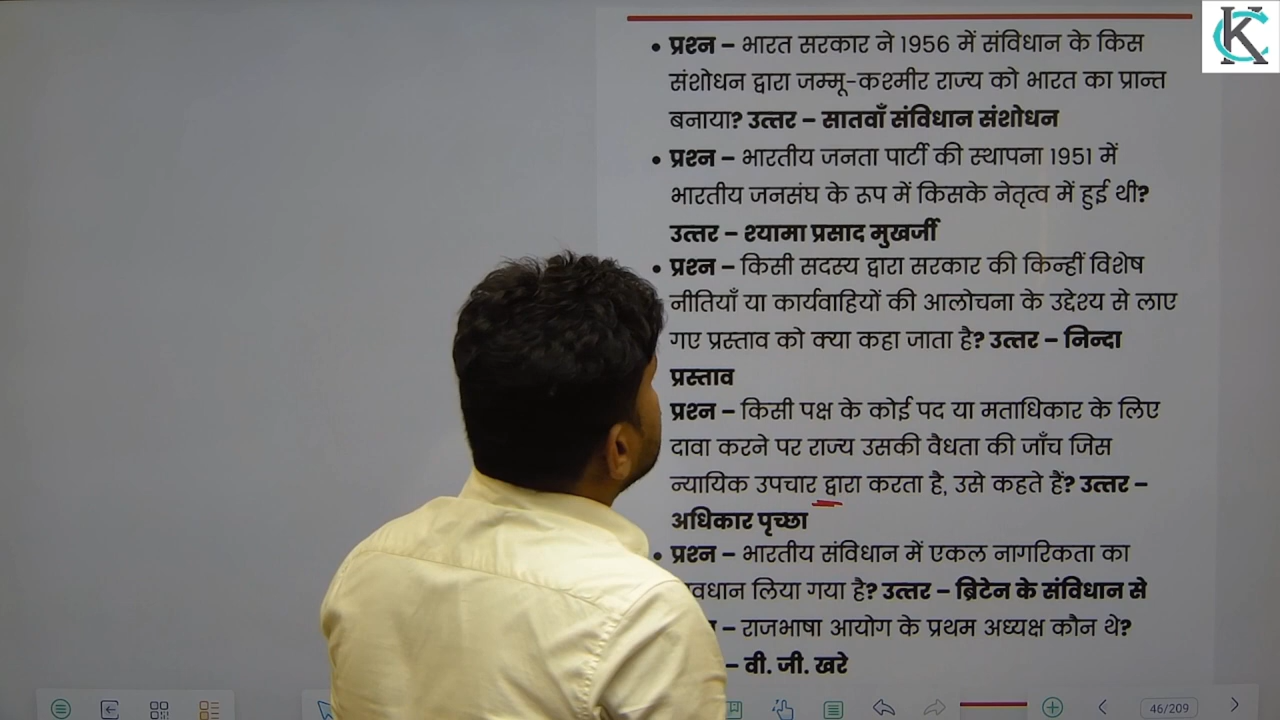 • प्रश्न – भारत सरकार ने 1956 में संविधान के किस
संशोधन द्वारा जम्मू-कश्मीर राज्य को भारत का प्रान्त
बनाया? उत्तर – सातवाँ संविधान संशोधन
• प्रश्न – भारतीय जनता पार्टी की स्थापना 1951 में
भारतीय जनसंघ के रूप में किसके नेतृत्व में हुई थी?
उत्तर – श्यामा प्रसाद मुखर्जी
• प्रश्न – किसी सदस्य द्वारा सरकार की किन्हीं विशेष
नीतियाँ या कार्यवाहियों की आलोचना के उद्देश्य से लाए
गए प्रस्ताव को क्या कहा जाता है? उत्तर – निन्दा
प्रस्ताव
प्रश्न – किसी पक्ष के कोई पद या मताधिकार के लिए
दावा करने पर राज्य उसकी वैधता की जाँच जिस
न्यायिक उपचार द्वारा करता है, उसे कहते हैं? उत्तर –
अधिकार पृच्छा
• प्रश्न – भारतीय संविधान में एकल नागरिकता का
लिया गया है? उत्तर – ब्रिटेन के संविधान से
– राजभाषा आयोग के प्रथम अध्यक्ष कौन थे?
– वी. जी. खरे
46/209
KC